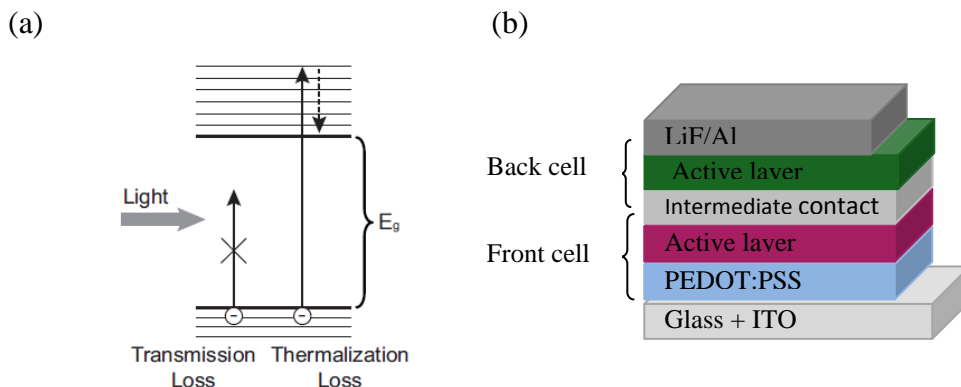 (a)
(b)
Light
E₉
Transmission Loss
Thermalization Loss
LiF/Al
Active layer
Intermediate contact
Active layer
PEDOT:PSS
Glass + ITO
Back cell
Front cell